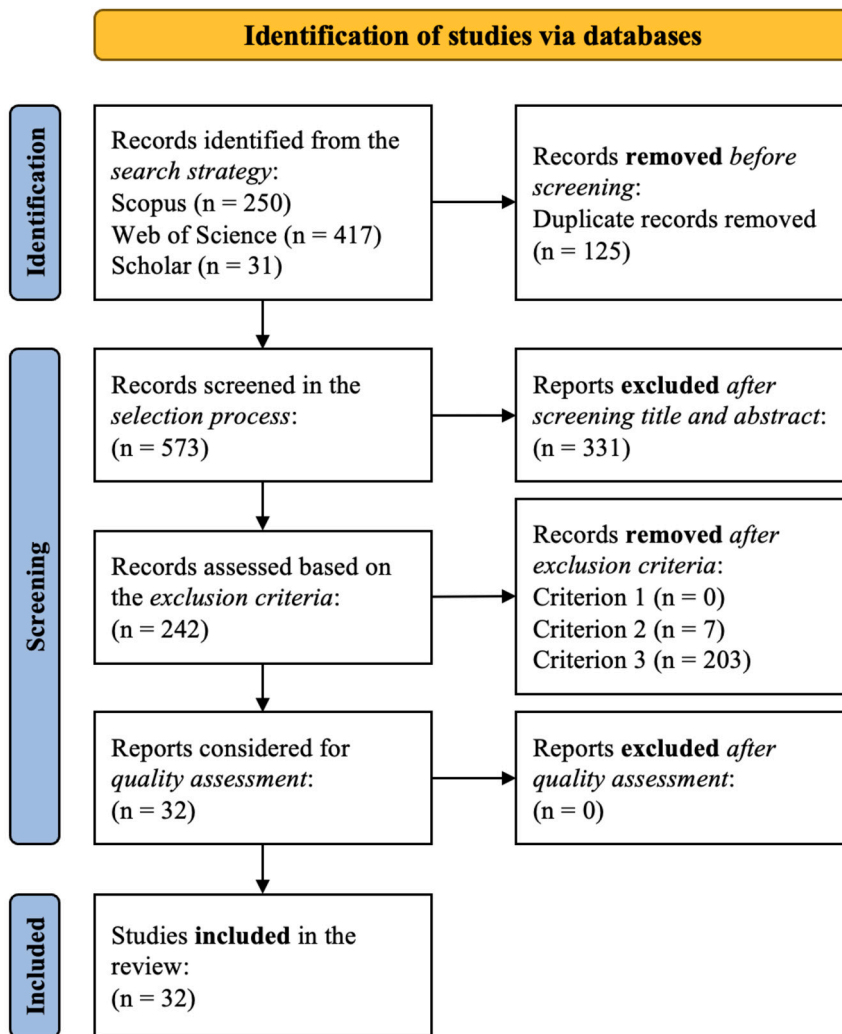 Identification of studies via databases
Identification
Records identified from the
search strategy:
Scopus (n = 250)
Web of Science (n = 417)
Scholar (n = 31)
Records removed before
screening:
Duplicate records removed
(n = 125)
Screening
Records screened in the
selection process:
(n = 573)
Reports excluded after
screening title and abstract:
(n = 331)
Records assessed based on
the exclusion criteria:
(n = 242)
Records removed after
exclusion criteria:
Criterion 1 (n = 0)
Criterion 2 (n = 7)
Criterion 3 (n = 203)
Reports considered for
quality assessment:
(n = 32)
Reports excluded after
quality assessment:
(n = 0)
Included
Studies included in the
review:
(n = 32)